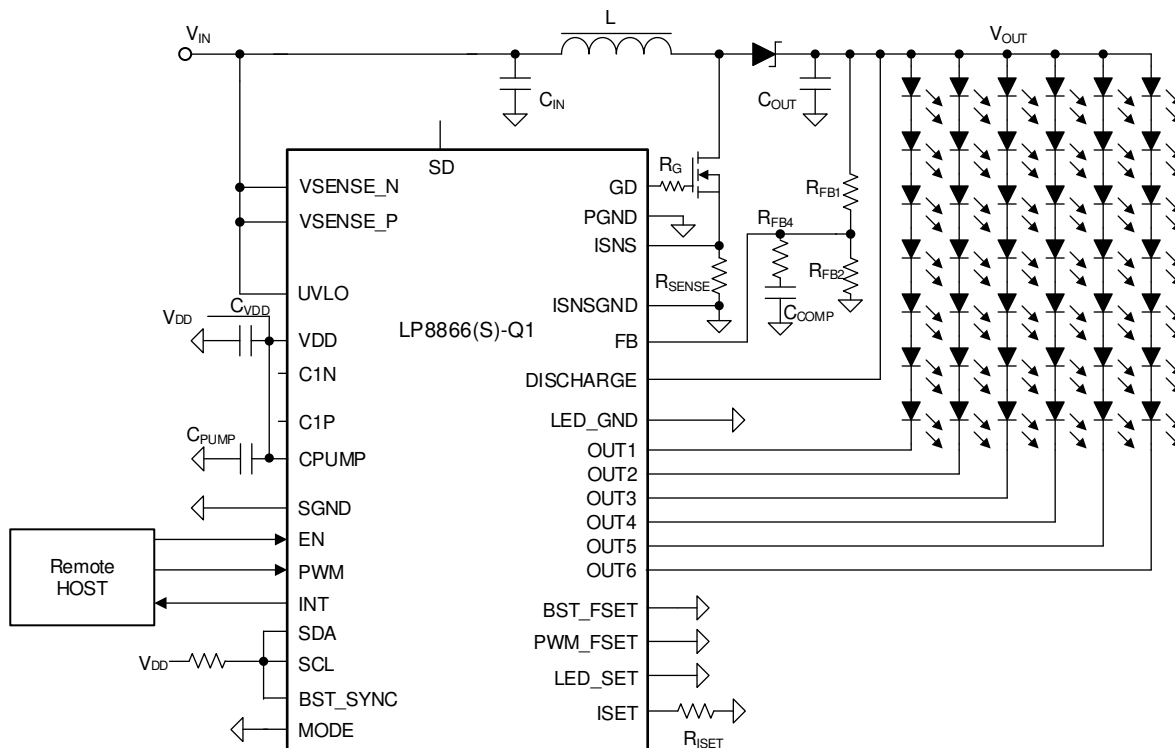 L
VIN
VOUT
CIN
COUT
SD
RG
GD
VSENSE_N
RFB1
PGND
VSENSE_P
RFB4
ISNS
RFB2
RSENSE
UVLO
CVDD
ISNSGND
CCOMP
VDD
LP8866(S)-Q1
VDD
FB
C1N
DISCHARGE
C1P
LED_GND
CPUMP
OUT1
CPUMP
OUT2
OUT3
SGND
OUT4
EN
OUT5
Remote
HOST
PWM
OUT6
INT
BST_FSET
SDA
PWM_FSET
VDD
SCL
LED_SET
BST_SYNC
ISET
MODE
RISET